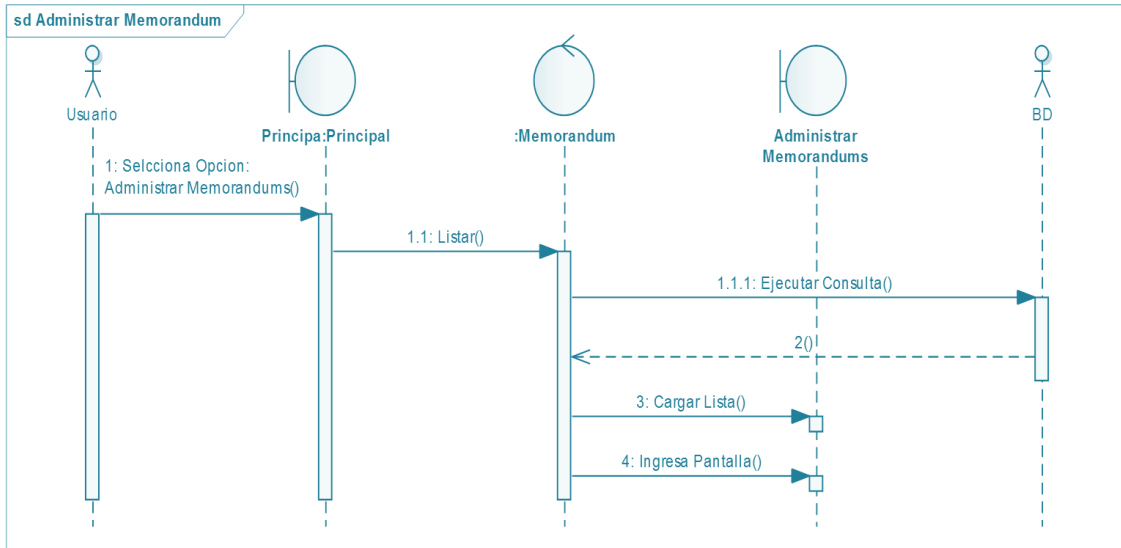 sd Administrar Memorandum
Usuario
Principa:Principal
:Memorandum
Administrar
Memorandums
BD
1: Selcciona Opcion:
Administrar Memorandums()
1.1: Listar()
1.1.1: Ejecutar Consulta()
2()
3: Cargar Lista()
4: Ingresa Pantalla()